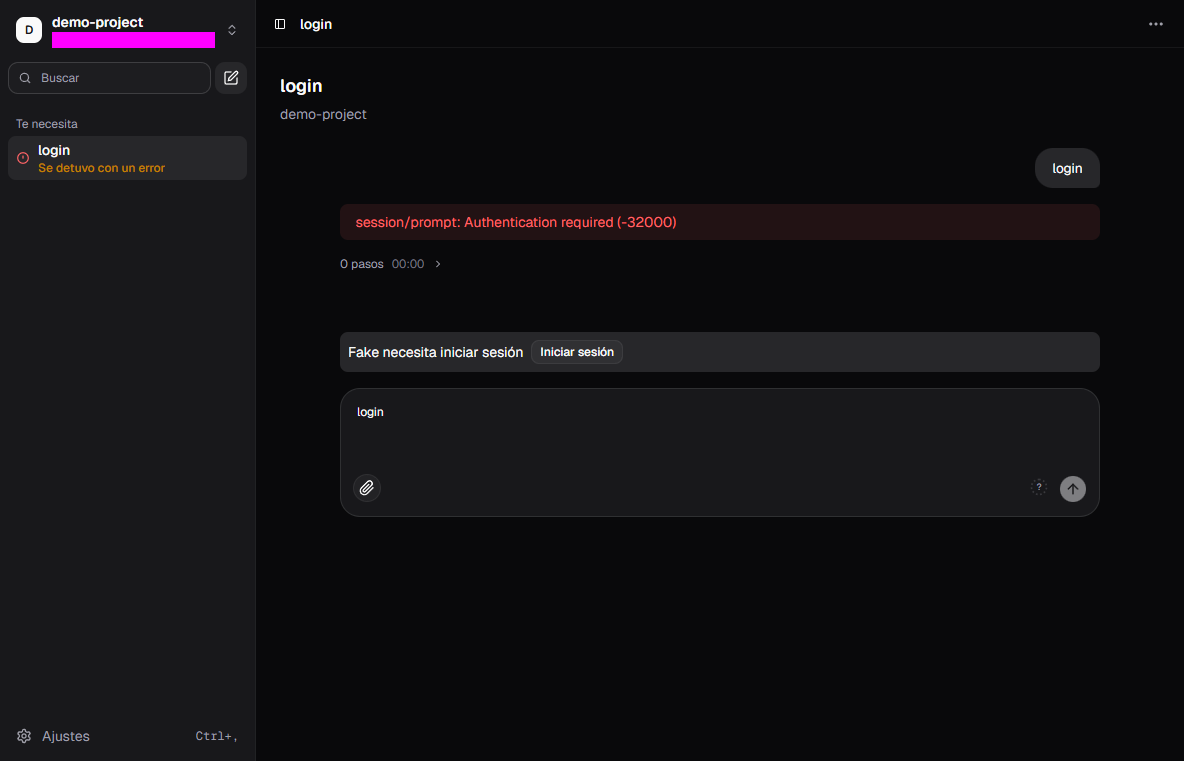 D
demo-project
Buscar
Te necesita
login
Se detuvo con un error
Ajustes
Ctrl+,
login
login
demo-project
login
session/prompt: Authentication required (-32000)
0 pasos 00:00
Fake necesita iniciar sesión
Iniciar sesión
login
?